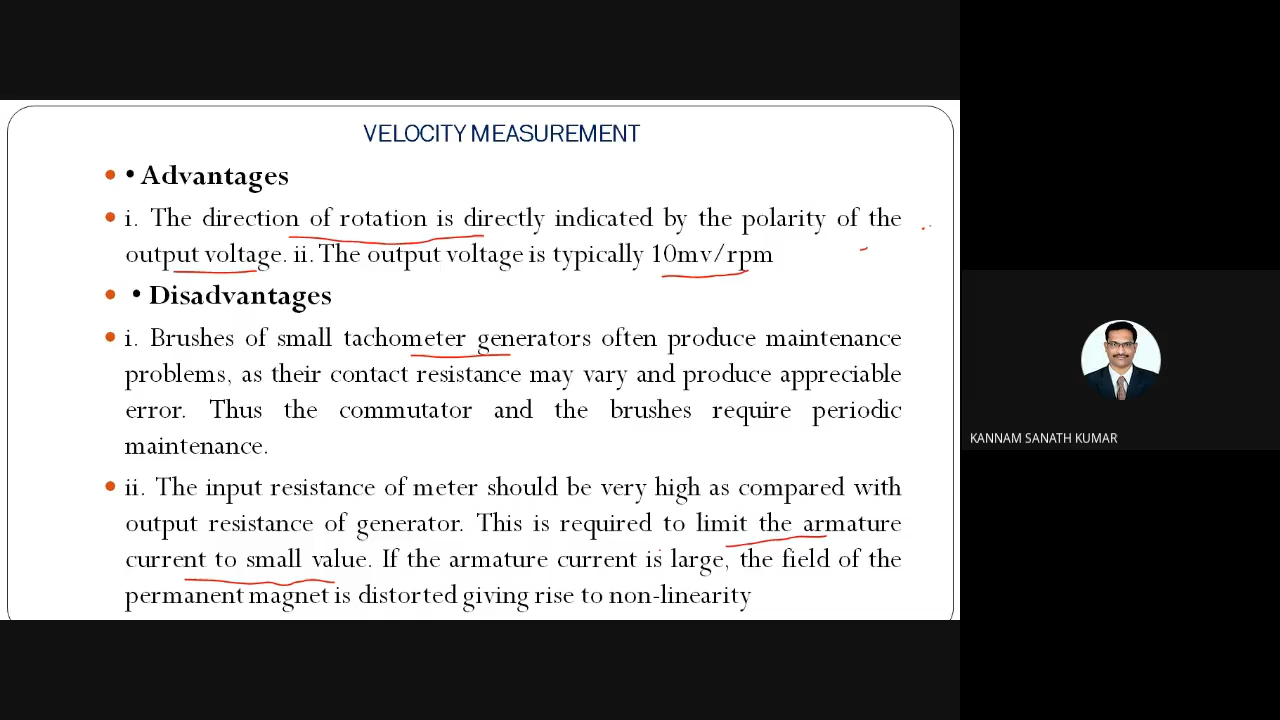 VELOCITY MEASUREMENT
• • Advantages
• i. The direction of rotation is directly indicated by the polarity of the
output voltage. ii. The output voltage is typically 10mv/rpm
• • Disadvantages
• i. Brushes of small tachometer generators often produce maintenance
problems, as their contact resistance may vary and produce appreciable
error. Thus the commutator and the brushes require periodic
maintenance.
• ii. The input resistance of meter should be very high as compared with
output resistance of generator. This is required to limit the armature
current to small value. If the armature current is large, the field of the
permanent magnet is distorted giving rise to non-linearity
KANNAM SANATH KUMAR